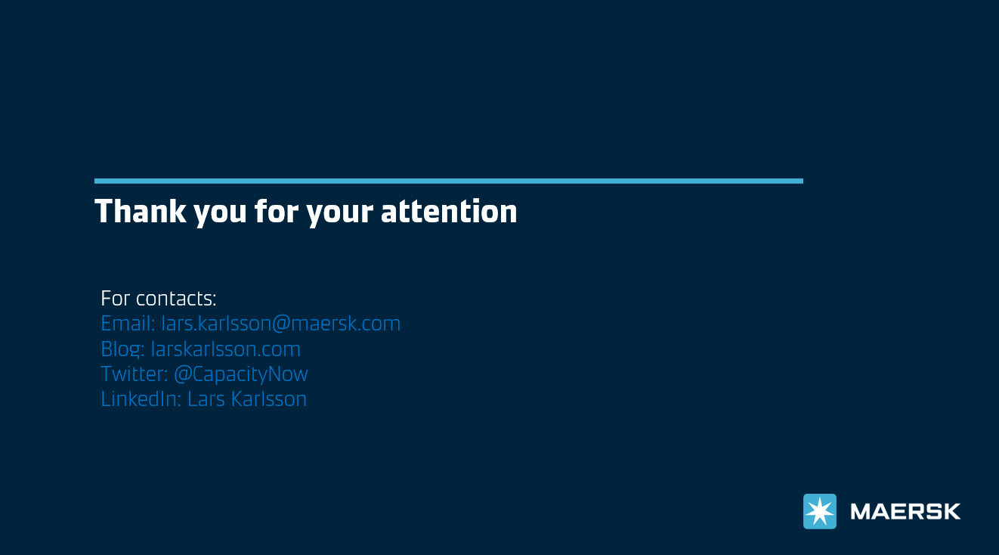 Thank you for your attention
For contacts:
Email: lars.karlsson@maersk.com
Blog: larskarlsson.com
Twitter: @CapacityNow
LinkedIn: Lars Karlsson
MAERSK